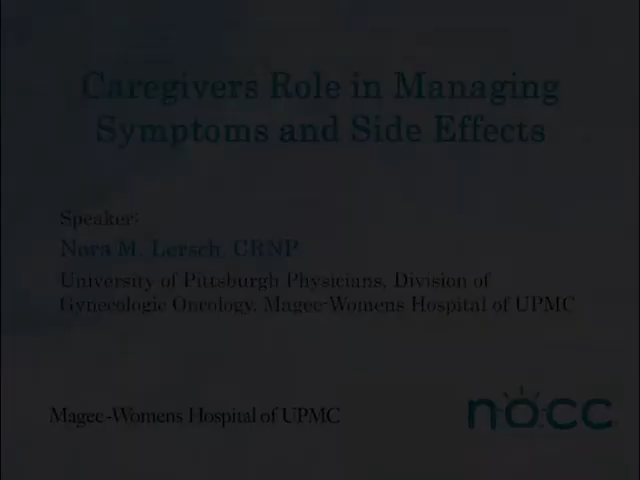 Caregivers Role in Managing
Symptoms and Side Effects
Speaker:
Nora M. Lersch, CRNP
University of Pittsburgh Physicians, Division of
Gynecologic Oncology, Magee-Womens Hospital of UPMC
Magee-Womens Hospital of UPMC
nocc